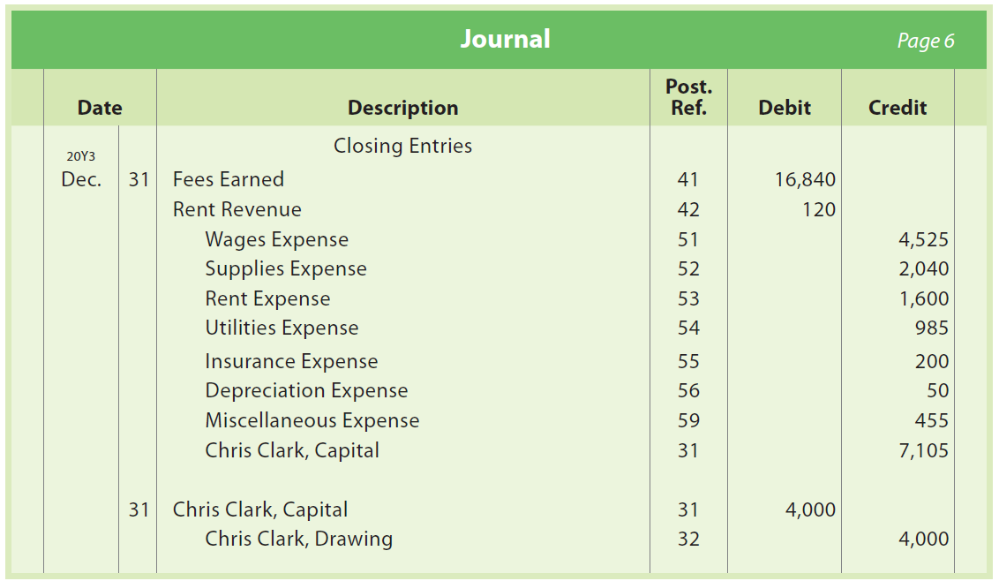 Journal Page 6
Date Description Post. Ref. Debit Credit
Closing Entries
20Y3
Dec. 31 Fees Earned 41 16,840
Rent Revenue 42 120
Wages Expense 51 4,525
Supplies Expense 52 2,040
Rent Expense 53 1,600
Utilities Expense 54 985
Insurance Expense 55 200
Depreciation Expense 56 50
Miscellaneous Expense 59 455
Chris Clark, Capital 31 7,105
31 Chris Clark, Capital 31 4,000
Chris Clark, Drawing 32 4,000